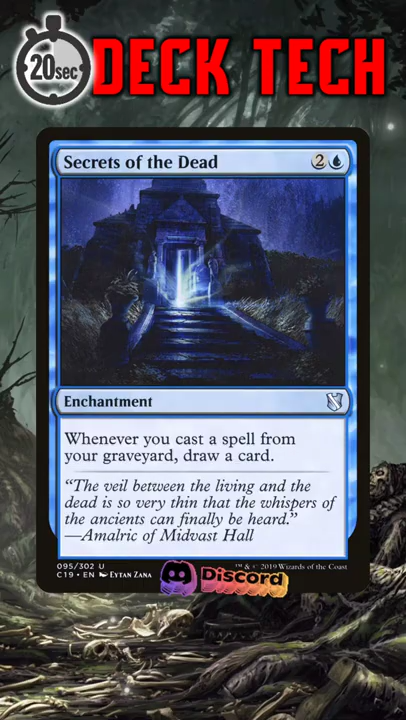 20sec
DECK TECH
Secrets of the Dead 2
Enchantment
Whenever you cast a spell from
your graveyard, draw a card.
“The veil between the living and the
dead is so very thin that the whispers of
the ancients can finally be heard.”
—Amalric of Midvast Hall
095/302 U
C19 • EN Eytan Zana
™ & © 2019 Wizards of the Coast
Discord